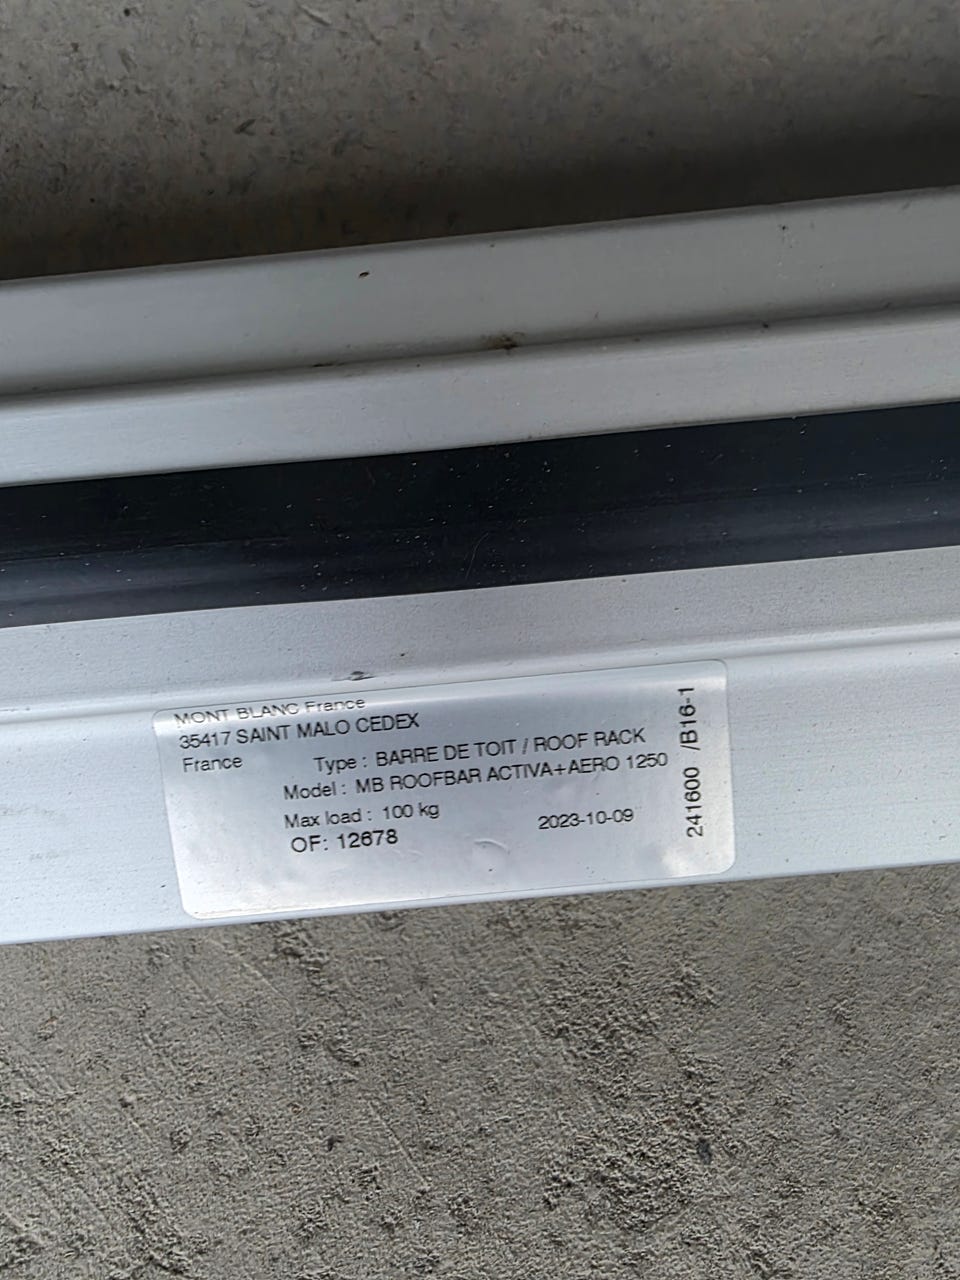 MONT BLANC France
35417 SAINT MALO CEDEX
France
Type : BARRE DE TOIT / ROOF RACK
Model : MB ROOFBAR ACTIVA+AERO 1250
Max load : 100 kg
OF: 12678
2023-10-09
241600 /B16-1